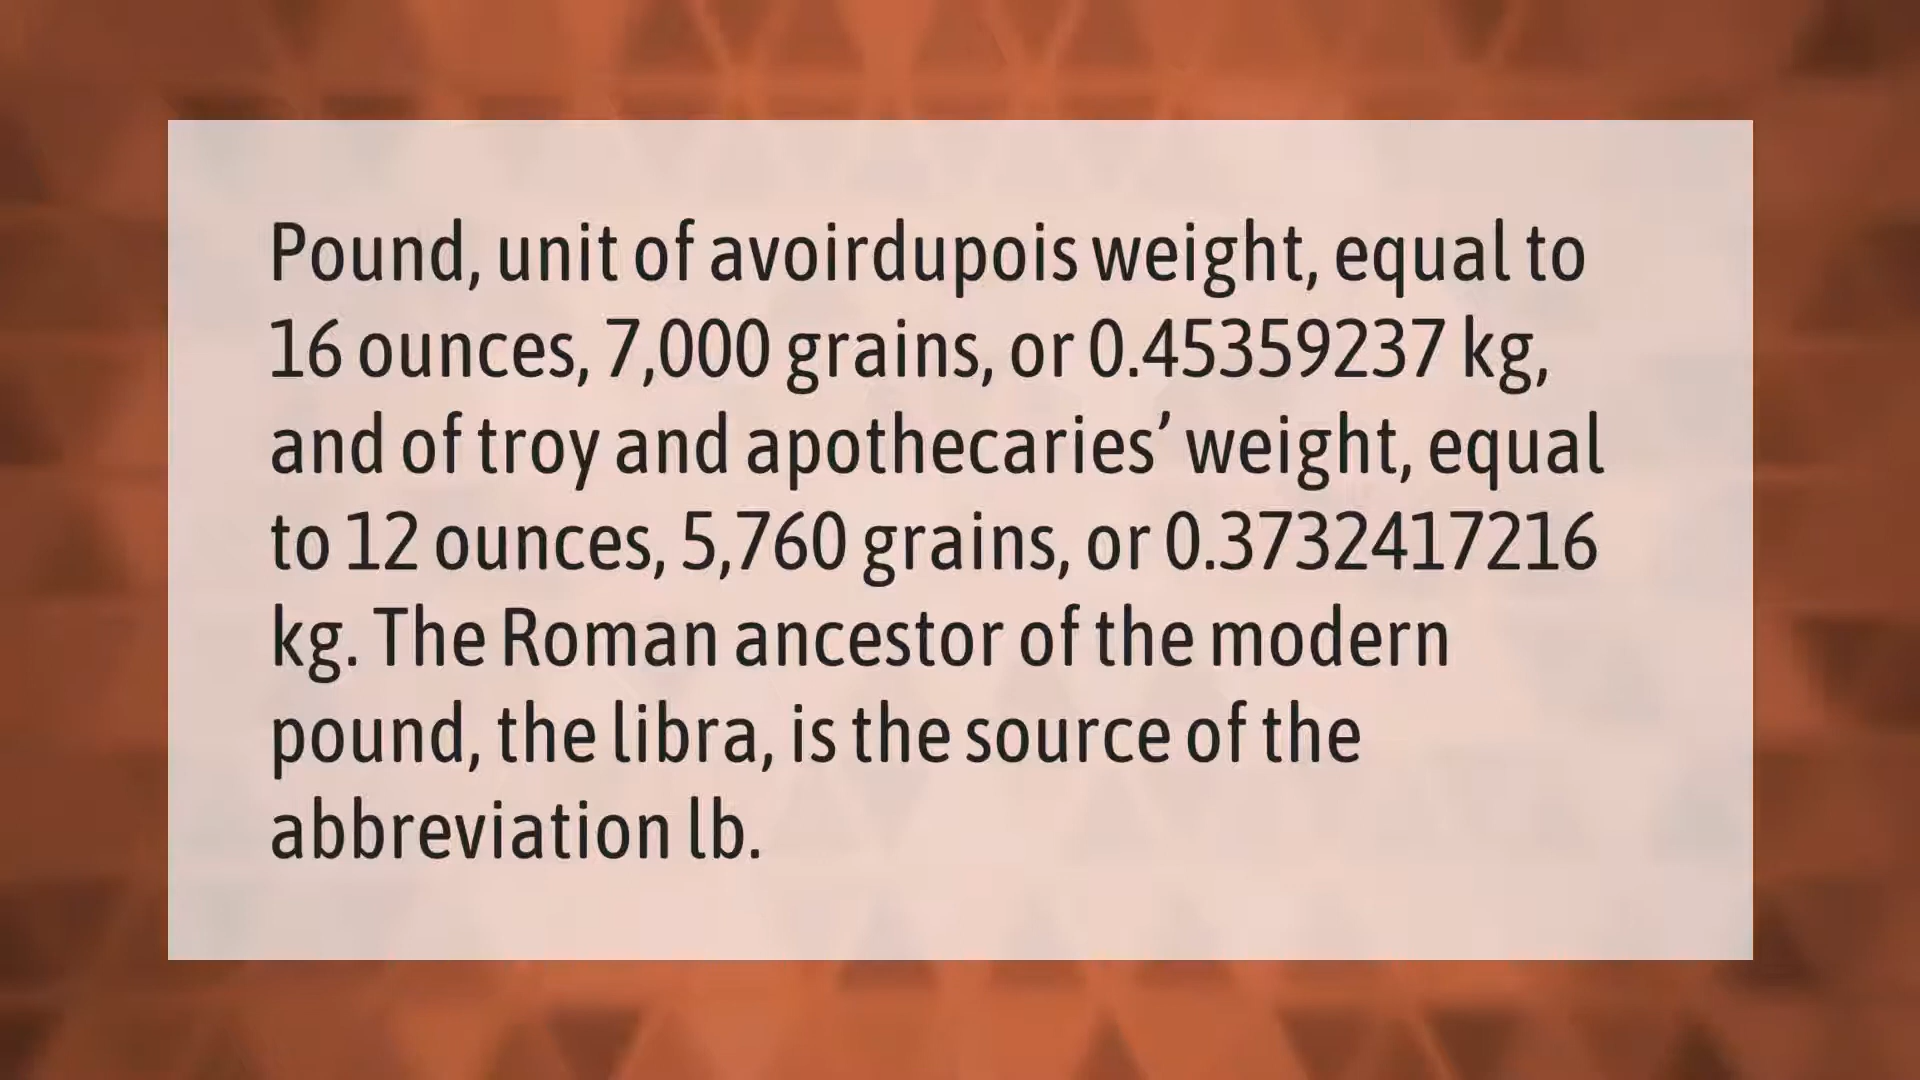 Pound, unit of avoirdupois weight, equal to
16 ounces, 7,000 grains, or 0.45359237 kg,
and of troy and apothecaries’ weight, equal
to 12 ounces, 5,760 grains, or 0.3732417216
kg. The Roman ancestor of the modern
pound, the libra, is the source of the
abbreviation lb.